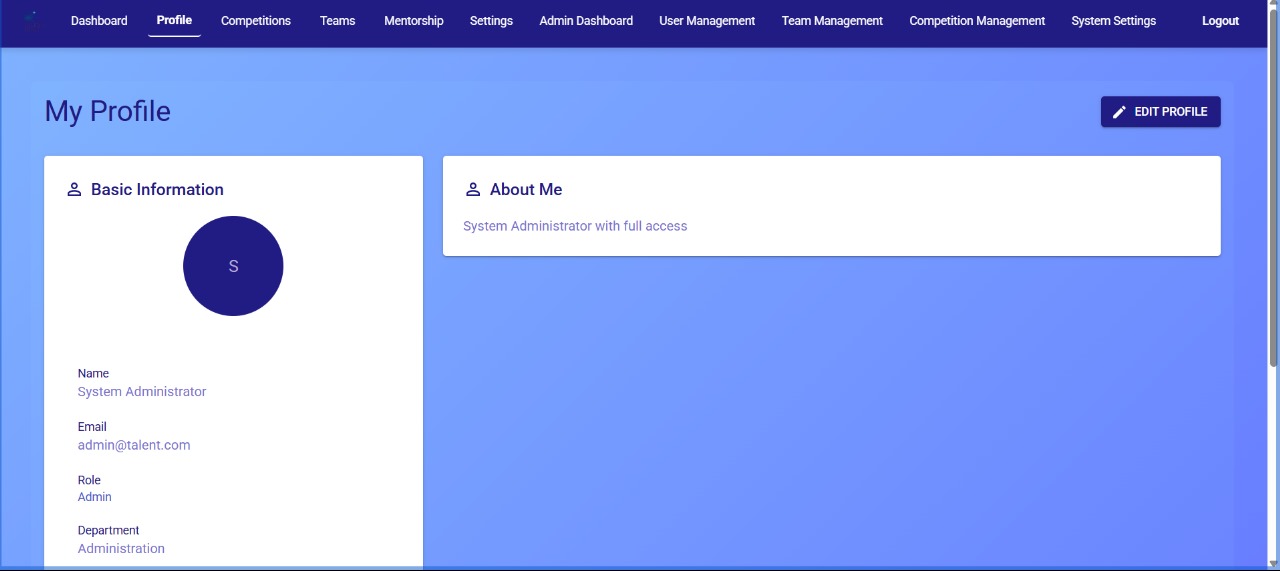 Dashboard Profile Competitions Teams Mentorship Settings Admin Dashboard User Management Team Management Competition Management System Settings Logout
My Profile
EDIT PROFILE
Basic Information
S
Name
System Administrator
Email
admin@talent.com
Role
Admin
Department
Administration
About Me
System Administrator with full access